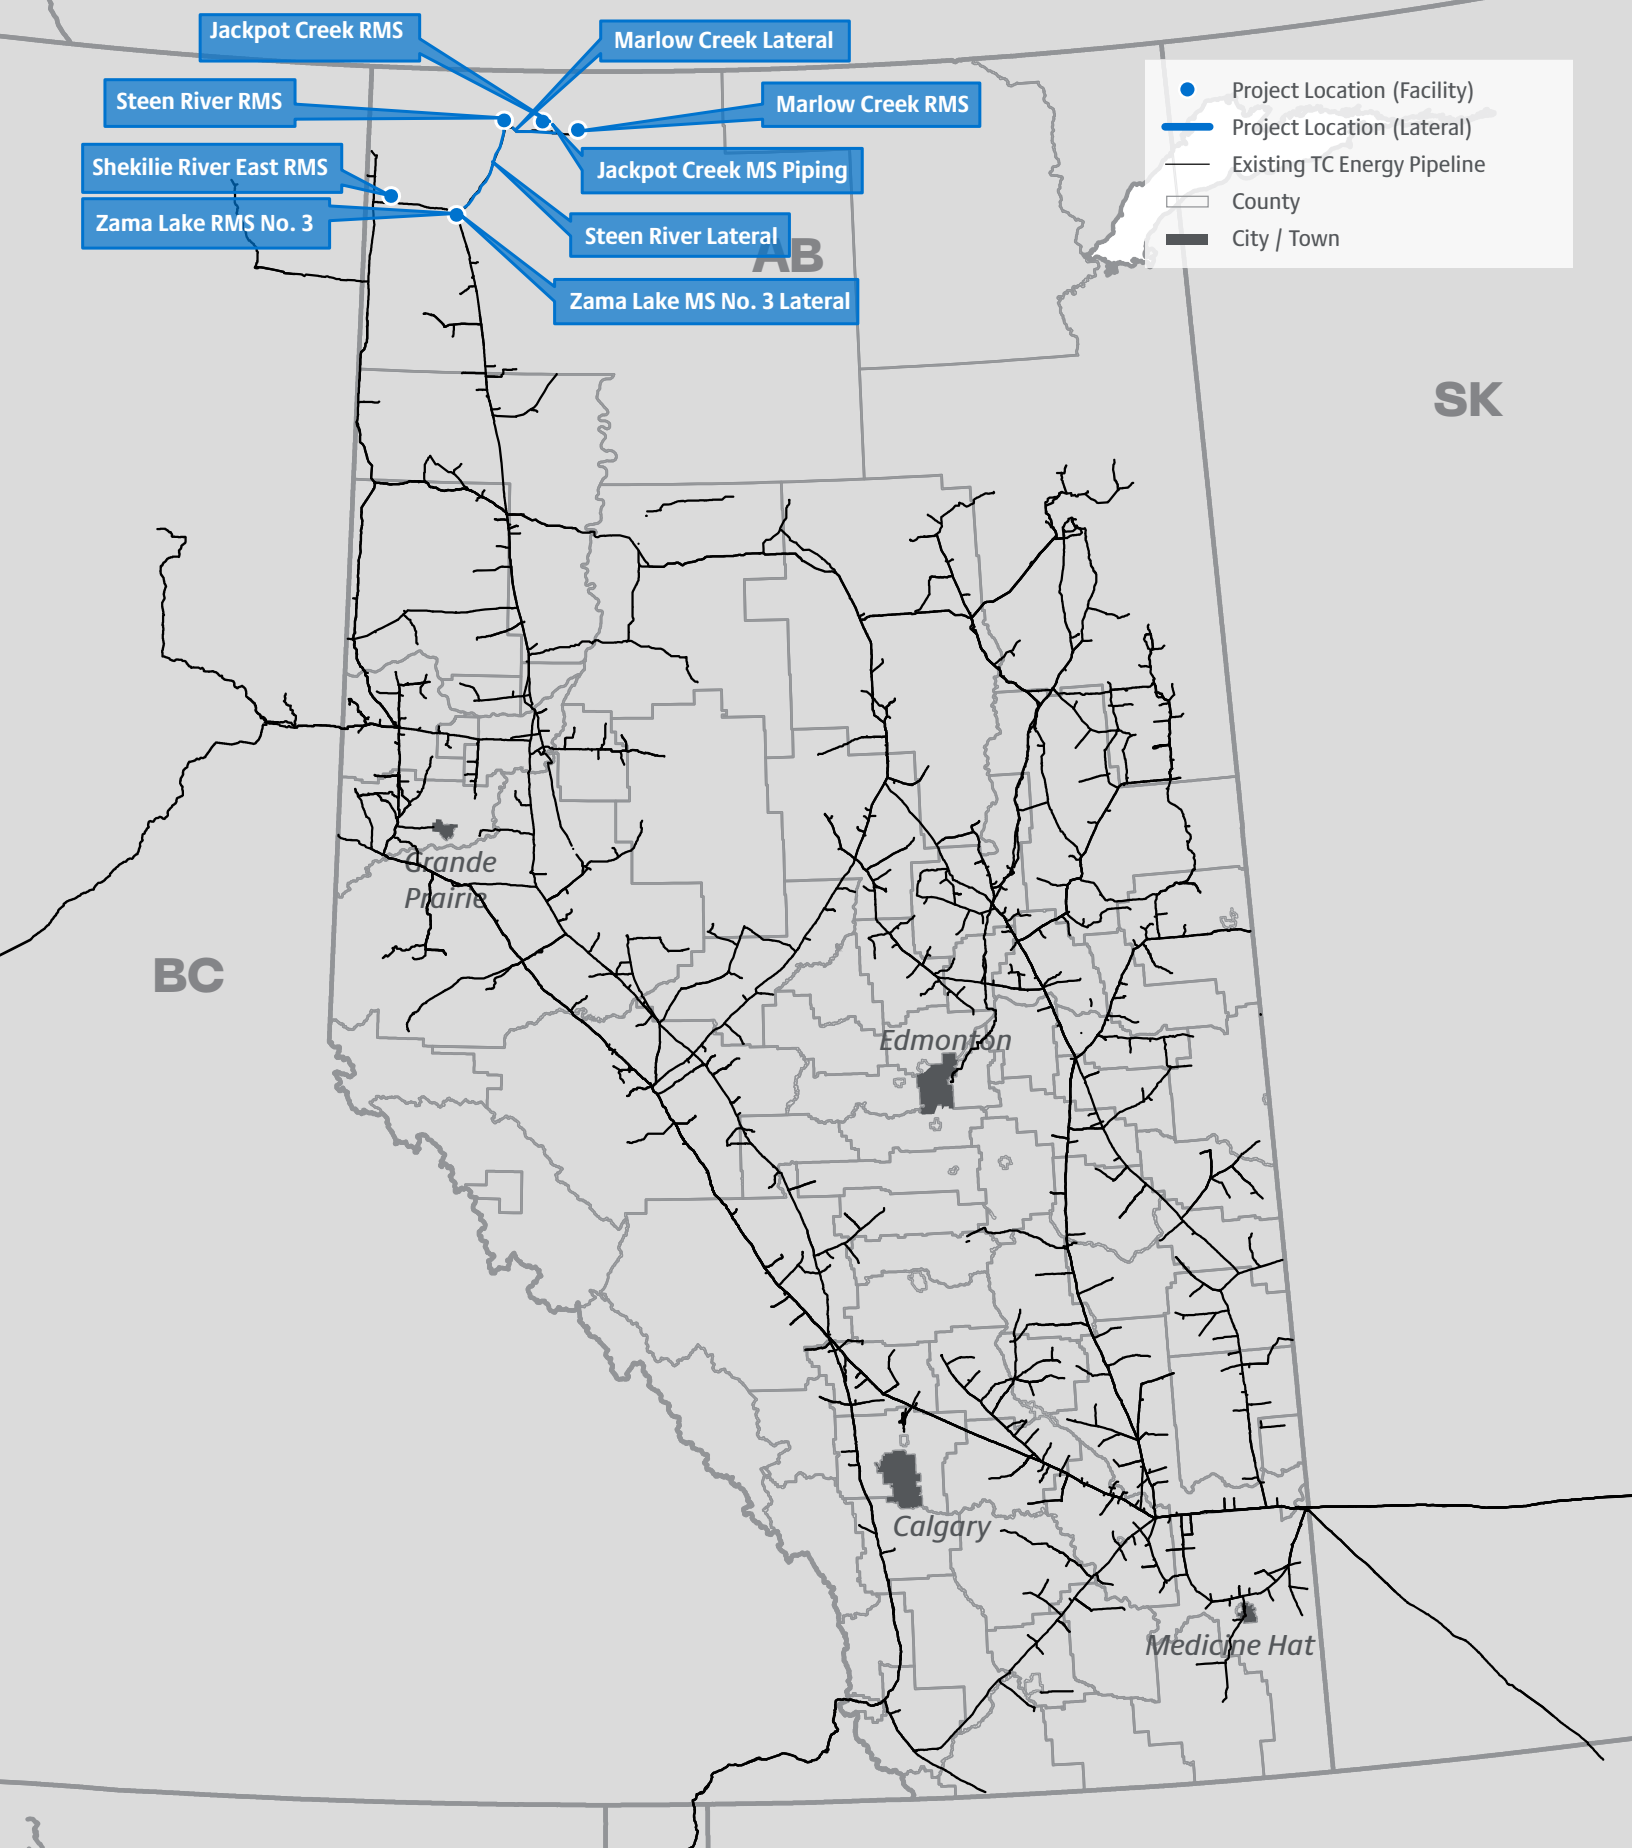 Jackpot Creek RMS
Marlow Creek Lateral
Steen River RMS
Marlow Creek RMS
Shekilie River East RMS
Jackpot Creek MS Piping
Zama Lake RMS No. 3
Steen River Lateral
Zama Lake MS No. 3 Lateral
Project Location (Facility)
Project Location (Lateral)
Existing TC Energy Pipeline
County
City / Town
AB
SK
BC
Grande
Prairie
Edmonton
Calgary
Medicine Hat